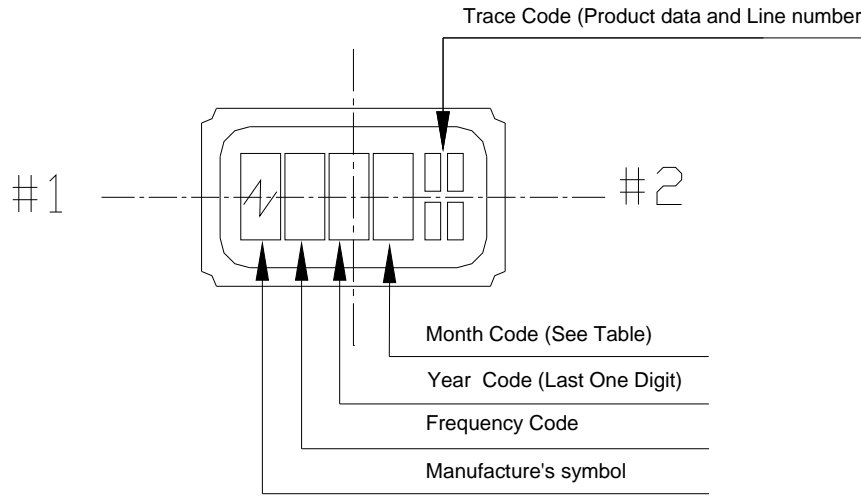 Trace Code (Product data and Line number
#1
#2
Month Code (See Table)
Year Code (Last One Digit)
Frequency Code
Manufacture's symbol